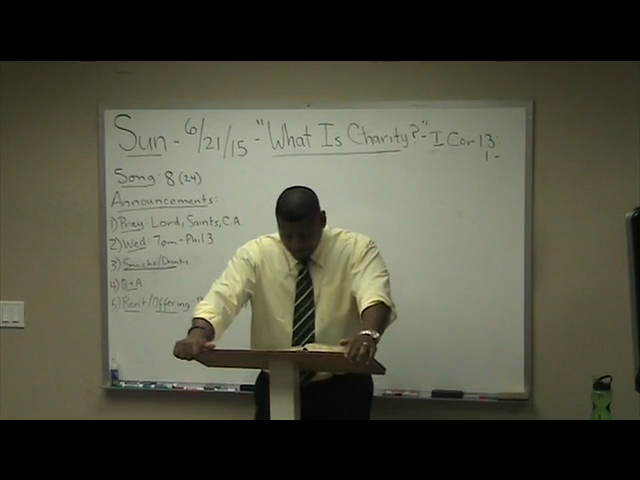 Sun - 6/21/15 - "What Is Charity?" - I Cor 13:
1 -
Song: 8 (24)
Announcements:
1) Pray: Lord, Saints, C.A.
2) Wed: 7pm - Phil 3
3) Snacks/Drinks
4) Q+A
5) Rent/Offering: